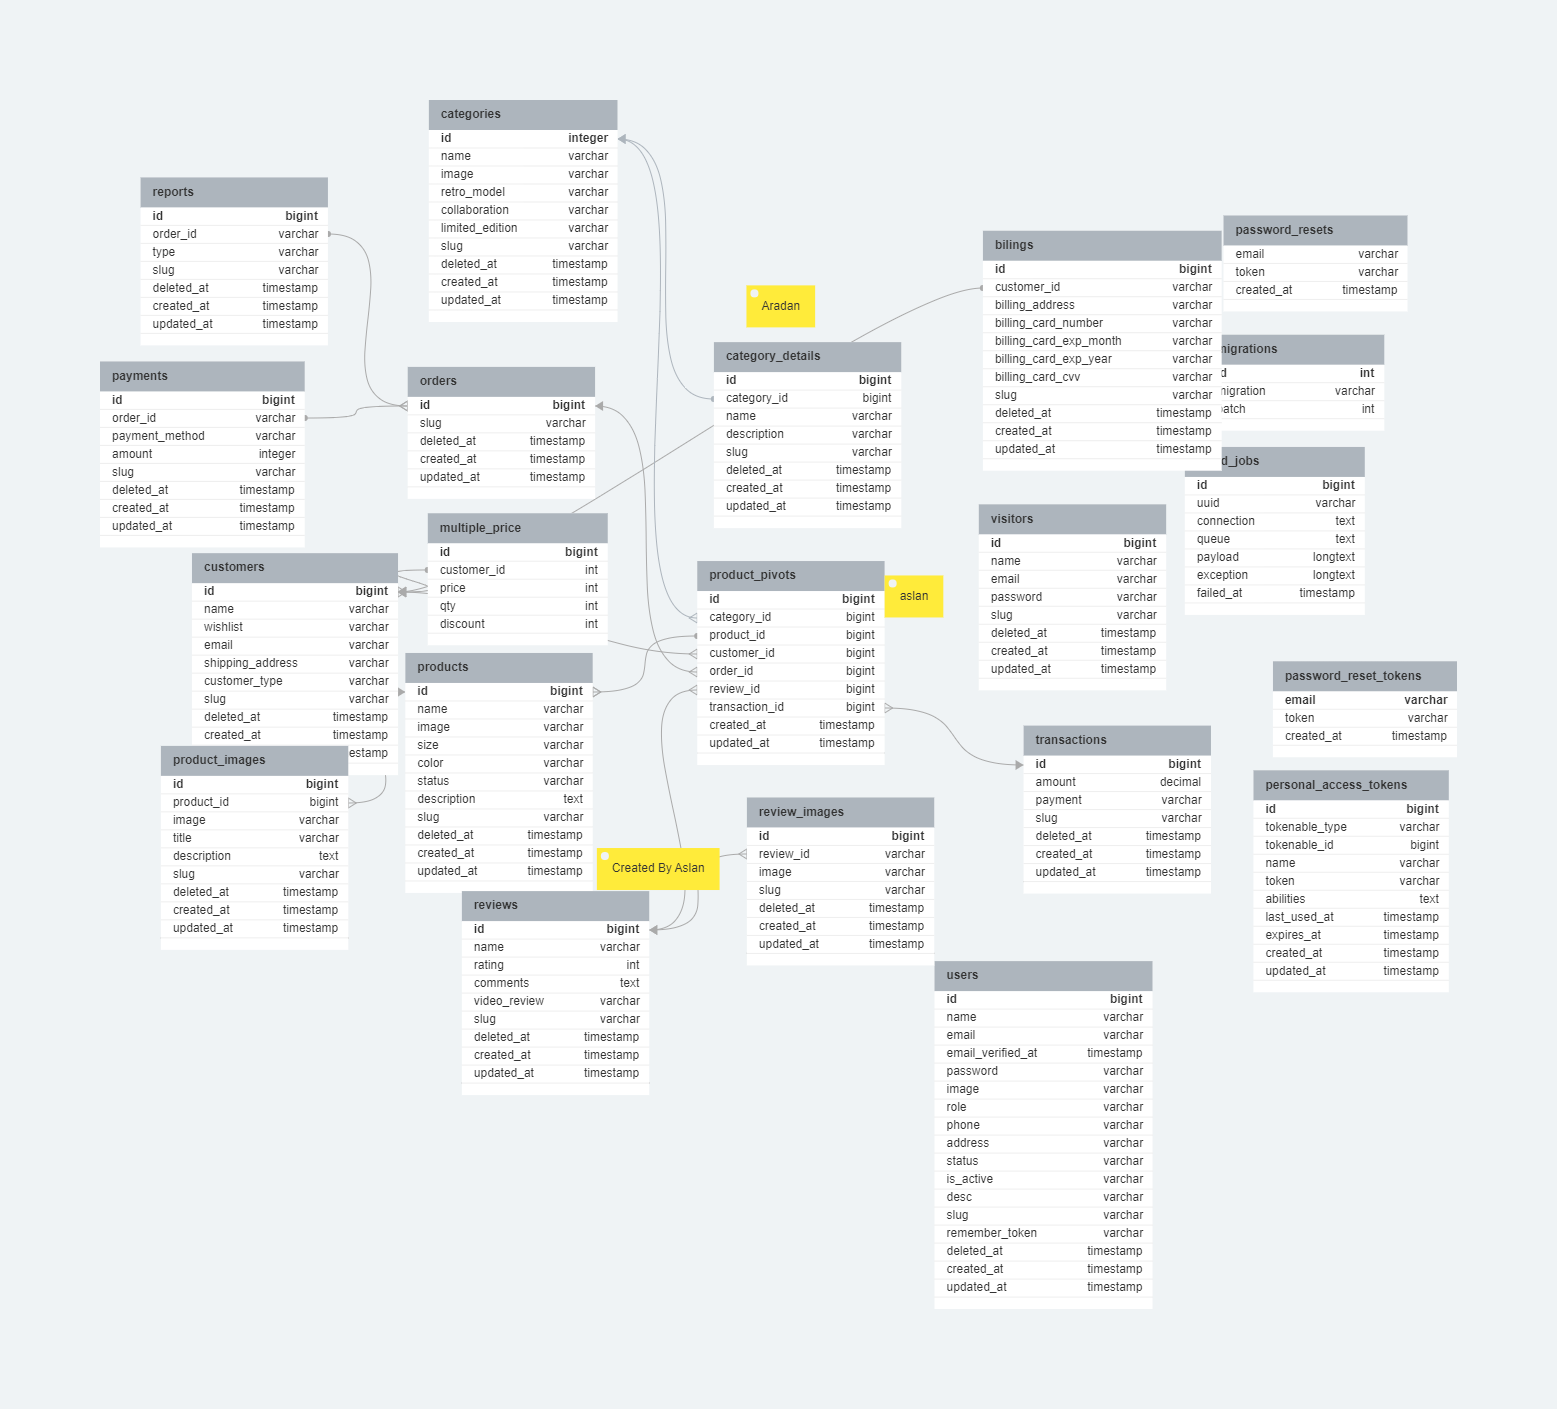 categories
id integer
name varchar
image varchar
retro_model varchar
collaboration varchar
limited_edition varchar
slug varchar
deleted_at timestamp
created_at timestamp
updated_at timestamp
reports
id bigint
order_id varchar
type varchar
slug varchar
deleted_at timestamp
created_at timestamp
updated_at timestamp
payments
id bigint
order_id varchar
payment_method varchar
amount integer
slug varchar
deleted_at timestamp
created_at timestamp
updated_at timestamp
orders
id bigint
slug varchar
deleted_at timestamp
created_at timestamp
updated_at timestamp
multiple_price
id bigint
customer_id int
price int
qty int
discount int
customers
id bigint
name varchar
wishlist varchar
email varchar
shipping_address varchar
customer_type varchar
slug varchar
deleted_at timestamp
created_at timestamp
estamp
product_images
id bigint
product_id bigint
image varchar
title varchar
description text
slug varchar
deleted_at timestamp
created_at timestamp
updated_at timestamp
products
id bigint
name varchar
image varchar
size varchar
color varchar
status varchar
description text
slug varchar
deleted_at timestamp
created_at timestamp
updated_at timestamp
Created By Aslan
reviews
id bigint
name varchar
rating int
comments text
video_review varchar
slug varchar
deleted_at timestamp
created_at timestamp
updated_at timestamp
Aradan
category_details
id bigint
category_id bigint
name varchar
description varchar
slug varchar
deleted_at timestamp
created_at timestamp
updated_at timestamp
product_pivots
id bigint
category_id bigint
product_id bigint
customer_id bigint
order_id bigint
review_id bigint
transaction_id bigint
created_at timestamp
updated_at timestamp
aslan
review_images
id bigint
review_id varchar
image varchar
slug varchar
deleted_at timestamp
created_at timestamp
updated_at timestamp
bilings
id bigint
customer_id varchar
billing_address varchar
billing_card_number varchar
billing_card_exp_month varchar
billing_card_exp_year varchar
billing_card_cvv varchar
slug varchar
deleted_at timestamp
created_at timestamp
updated_at timestamp
password_resets
email varchar
token varchar
created_at timestamp
migrations
d int
migration varchar
atch int
d_jobs
id bigint
uuid varchar
connection text
queue text
payload longtext
exception longtext
failed_at timestamp
visitors
id bigint
name varchar
email varchar
password varchar
slug varchar
deleted_at timestamp
created_at timestamp
updated_at timestamp
transactions
id bigint
amount decimal
payment varchar
slug varchar
deleted_at timestamp
created_at timestamp
updated_at timestamp
password_reset_tokens
email varchar
token varchar
created_at timestamp
personal_access_tokens
id bigint
tokenable_type varchar
tokenable_id bigint
name varchar
token varchar
abilities text
last_used_at timestamp
expires_at timestamp
created_at timestamp
updated_at timestamp
users
id bigint
name varchar
email varchar
email_verified_at timestamp
password varchar
image varchar
role varchar
phone varchar
address varchar
status varchar
is_active varchar
desc varchar
slug varchar
remember_token varchar
deleted_at timestamp
created_at timestamp
updated_at timestamp